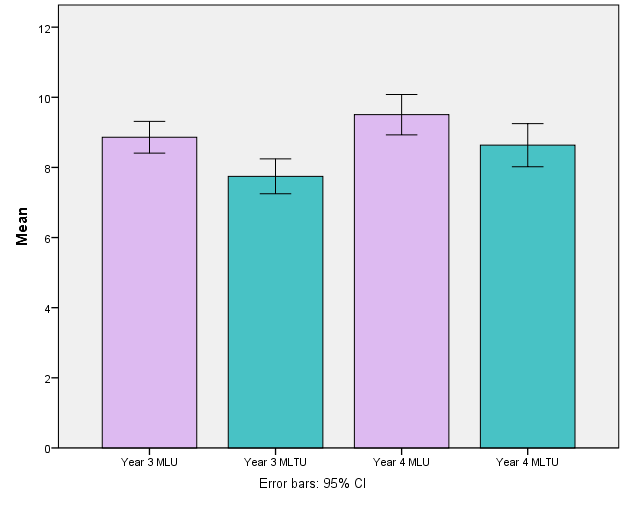 12
10
8
6
4
2
0
Mean
Year 3 MLU
Year 3 MLTU
Year 4 MLU
Year 4 MLTU
Error bars: 95% CI